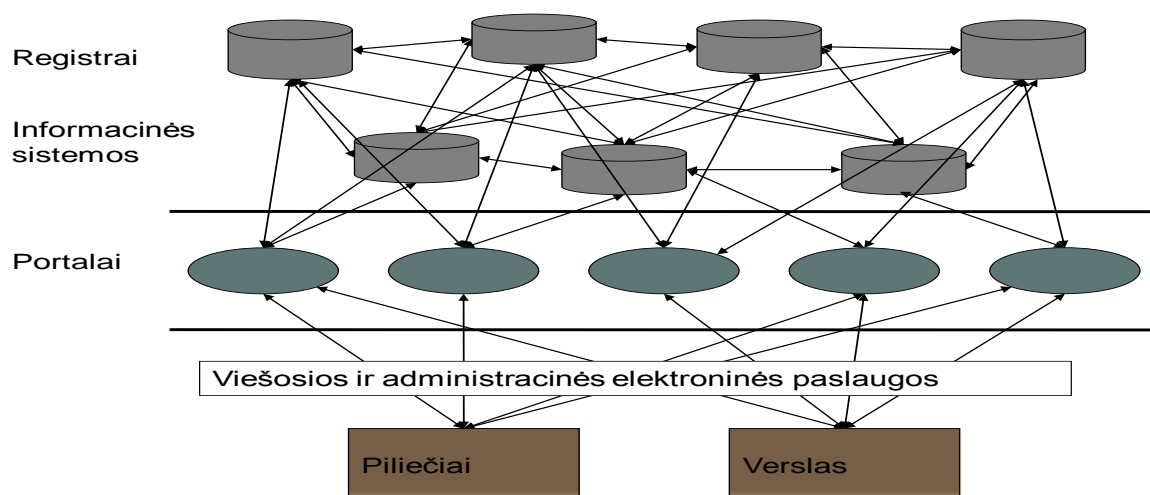 Registrai
Informacinės
sistemos
Portalai
Viešosios ir administracinės elektroninės paslaugos
Piliečiai
Verslas